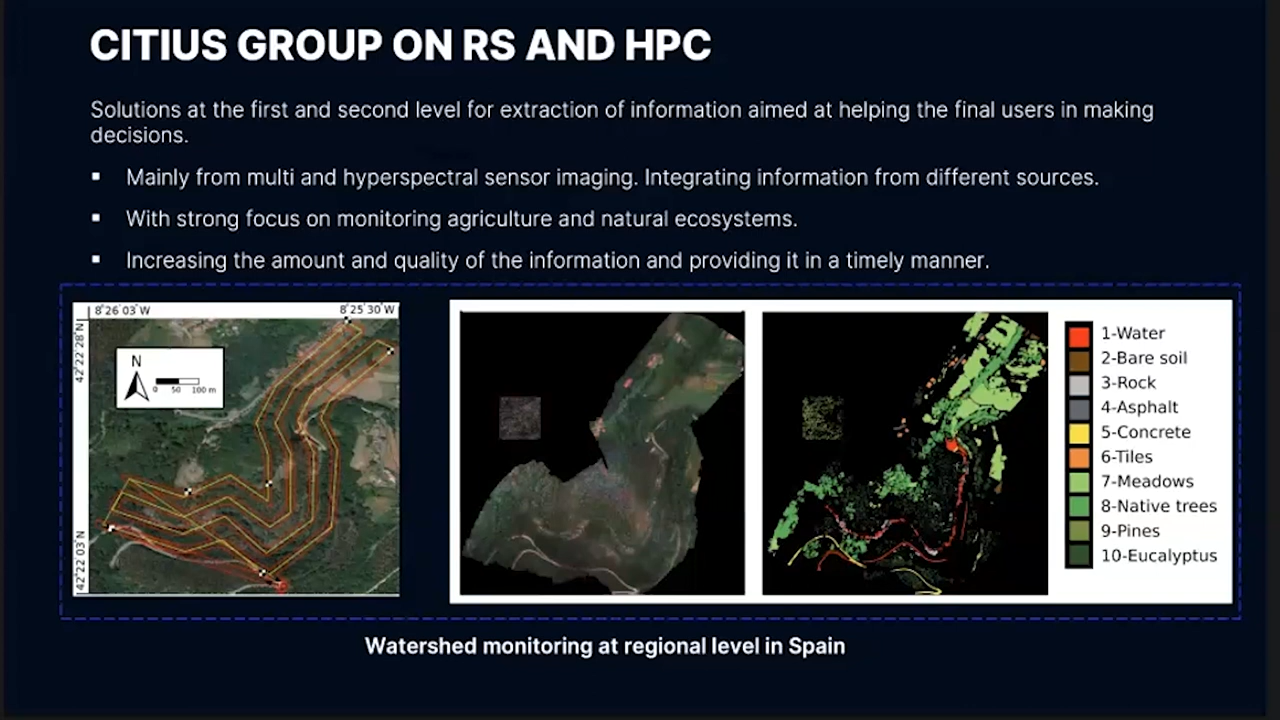 CITIUS GROUP ON RS AND HPC
Solutions at the first and second level for extraction of information aimed at helping the final users in making
decisions.
▪ Mainly from multi and hyperspectral sensor imaging. Integrating information from different sources.
▪ With strong focus on monitoring agriculture and natural ecosystems.
▪ Increasing the amount and quality of the information and providing it in a timely manner.
8°26′03″W
8°25′30″W
42°22′28″N
N
0 50 100 m
42°22′03″N
1-Water
2-Bare soil
3-Rock
4-Asphalt
5-Concrete
6-Tiles
7-Meadows
8-Native trees
9-Pines
10-Eucalyptus
Watershed monitoring at regional level in Spain